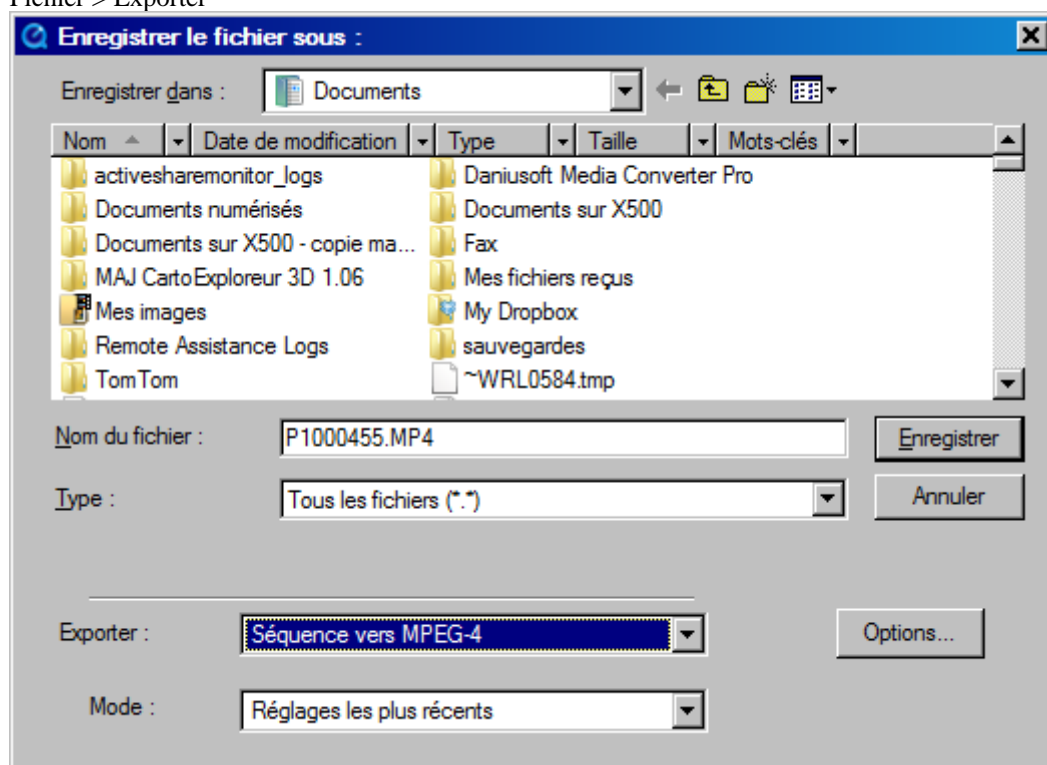 Fichier > Exporter
Enregistrer le fichier sous :
Enregistrer dans : Documents
Nom Date de modification Type Taille Mots-clés
activesharemonitor_logs Daniusoft Media Converter Pro
Documents numérisés Documents sur X500
Documents sur X500 - copie ma... Fax
MAJ CartoExploreur 3D 1.06 Mes fichiers reçus
Mes images My Dropbox
Remote Assistance Logs sauvegardes
TomTom ~WRL0584.tmp
Nom du fichier : P1000455.MP4 Enregistrer
Type : Tous les fichiers (*.*) Annuler
Exporter : Séquence vers MPEG-4 Options...
Mode : Réglages les plus récents